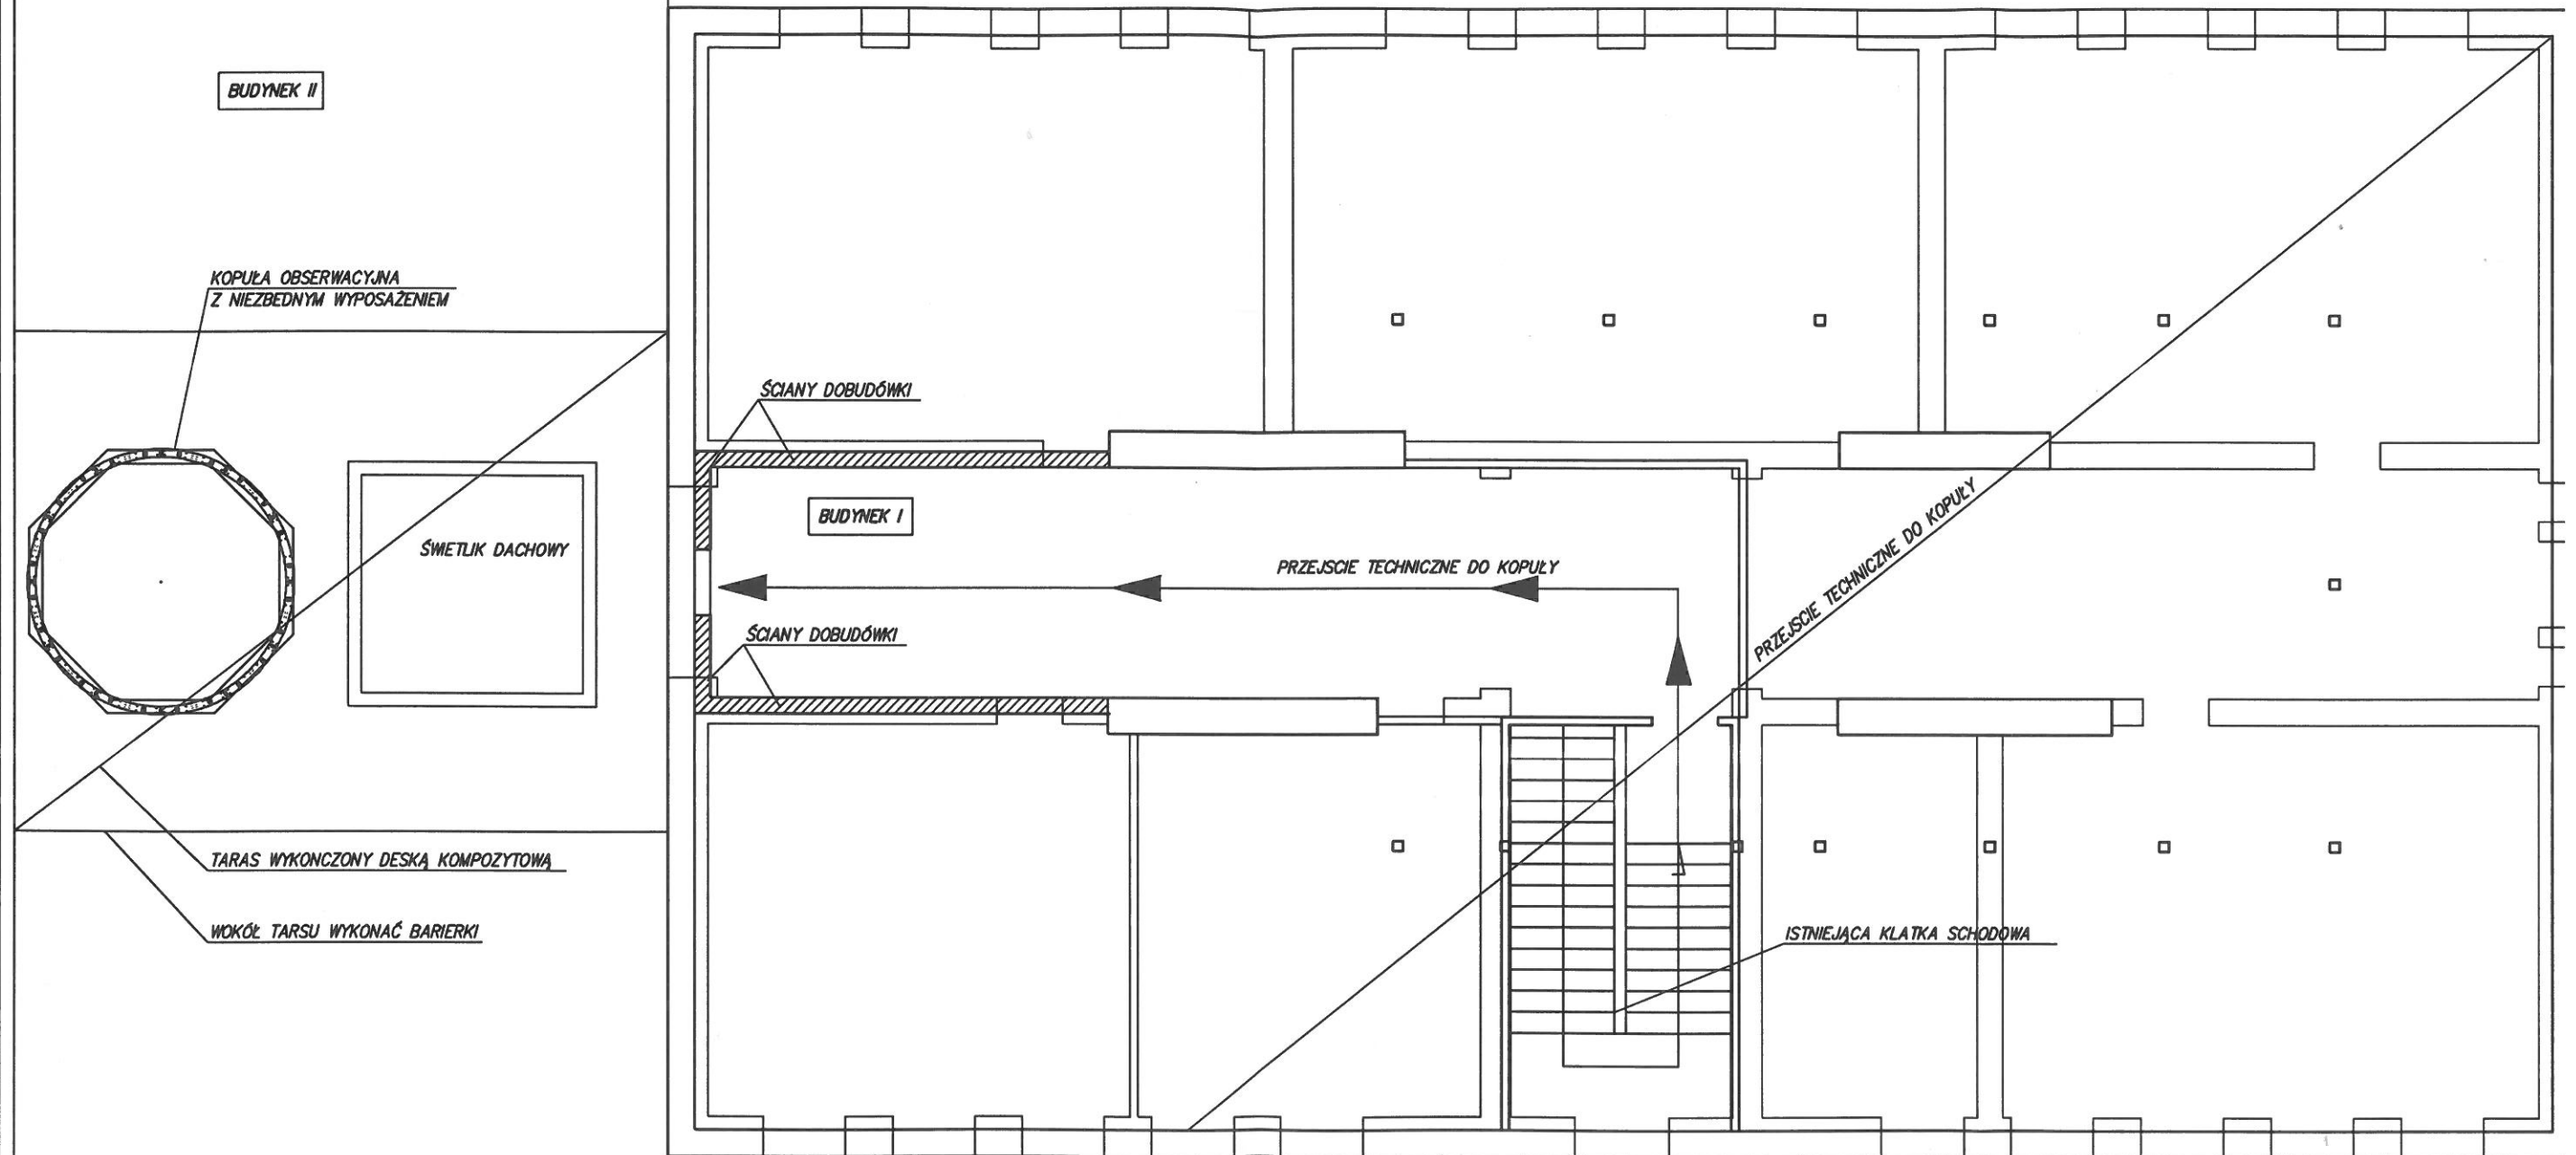 BUDYNEK II
KOPUŁA OBSERWACYJNA
Z NIEZBEDNYM WYPOSAŻENIEM
ŚCIANY DOBUDÓWKI
BUDYNEK I
ŚWIETLIK DACHOWY
PRZEJSCIE TECHNICZNE DO KOPUŁY
PRZEJSCIE TECHNICZNE DO KOPUŁY
ŚCIANY DOBUDÓWKI
TARAS WYKONCZONY DESKĄ KOMPOZYTOWĄ
WOKÓŁ TARSU WYKONAĆ BARIERKI
ISTNIEJĄCA KLATKA SCHODOWA